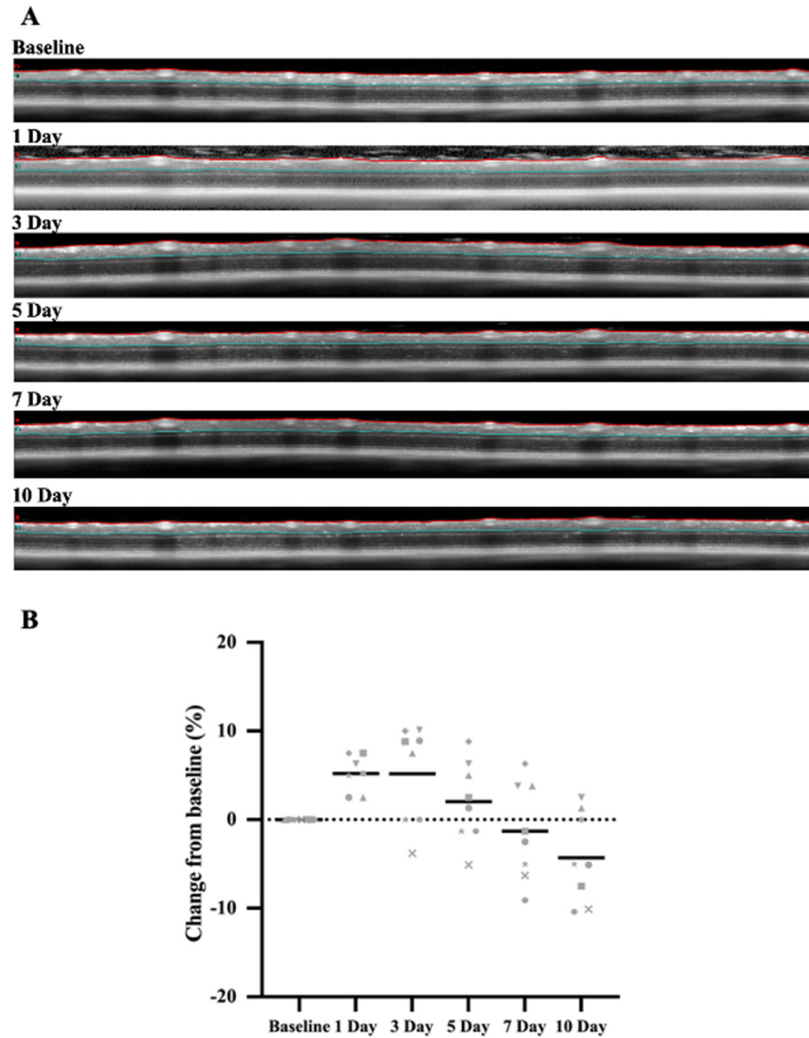 A
Baseline
1 Day
3 Day
5 Day
7 Day
10 Day
B
20
10
0
-10
-20
Change from baseline (%)
Baseline 1 Day 3 Day 5 Day 7 Day 10 Day